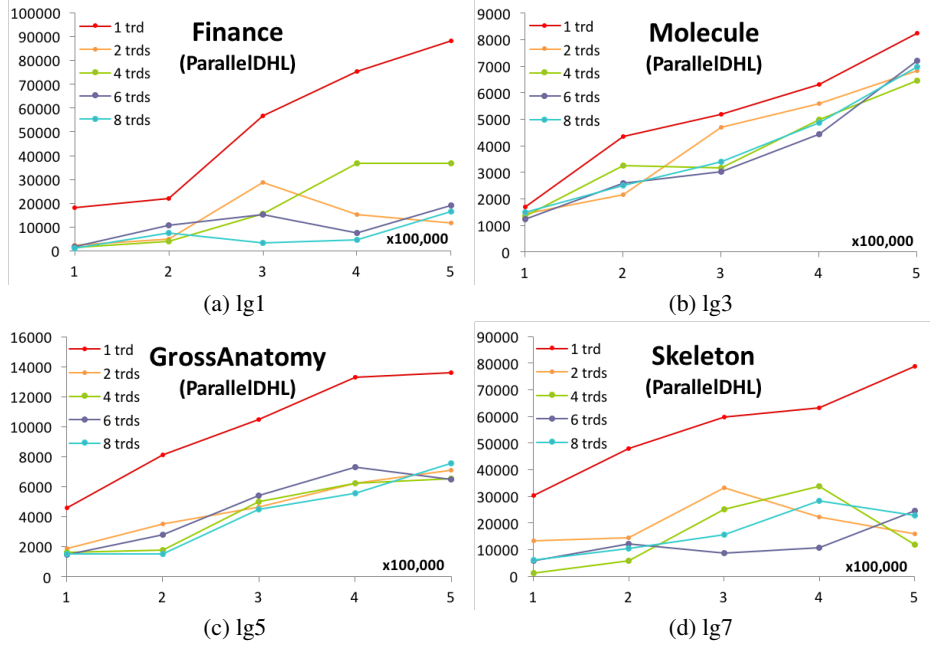 Finance
(ParallelDHL)
1 trd
2 trds
4 trds
6 trds
8 trds
100000
90000
80000
70000
60000
50000
40000
30000
20000
10000
0
1 2 3 4 5
x100,000
(a) lg1
Molecule
(ParallelDHL)
1 trd
2 trds
4 trds
6 trds
8 trds
9000
8000
7000
6000
5000
4000
3000
2000
1000
0
1 2 3 4 5
x100,000
(b) lg3
GrossAnatomy
(ParallelDHL)
1 trd
2 trds
4 trds
6 trds
8 trds
16000
14000
12000
10000
8000
6000
4000
2000
0
1 2 3 4 5
x100,000
(c) lg5
Skeleton
(ParallelDHL)
1 trd
2 trds
4 trds
6 trds
8 trds
90000
80000
70000
60000
50000
40000
30000
20000
10000
0
1 2 3 4 5
x100,000
(d) lg7